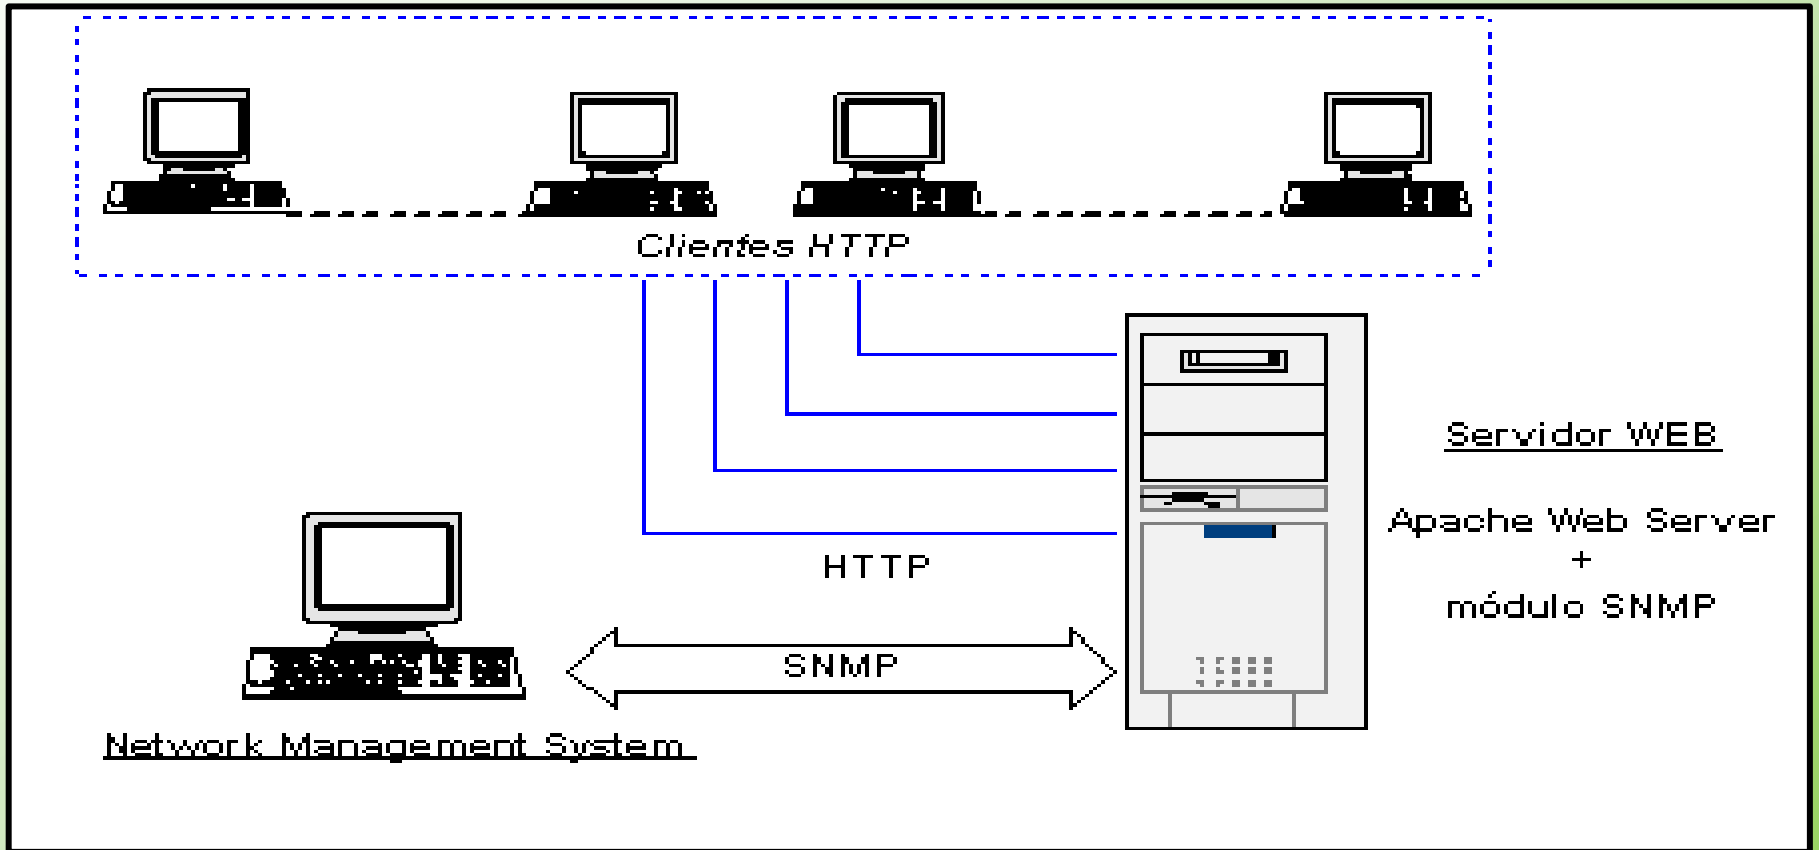 Clientes HTTP
Servidor WEB
Apache Web Server
+
módulo SNMP
HTTP
SNMP
Network Management System